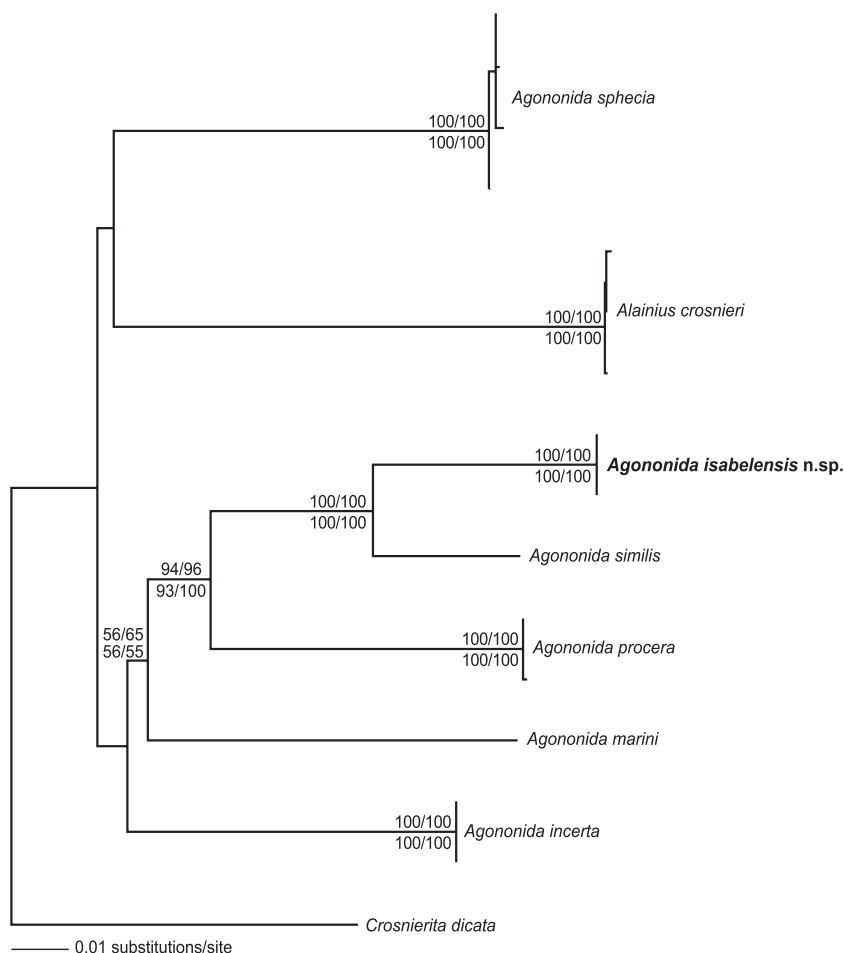 100/100
100/100
Agononida sphecia
100/100
100/100
Alainius crosnieri
100/100
100/100
Agononida isabelensis n.sp.
100/100
100/100
Agononida similis
94/96
93/100
56/65
56/55
100/100
100/100
Agononida procera
Agononida marini
100/100
100/100
Agononida incerta
Crosnierita dicata
0.01 substitutions/site